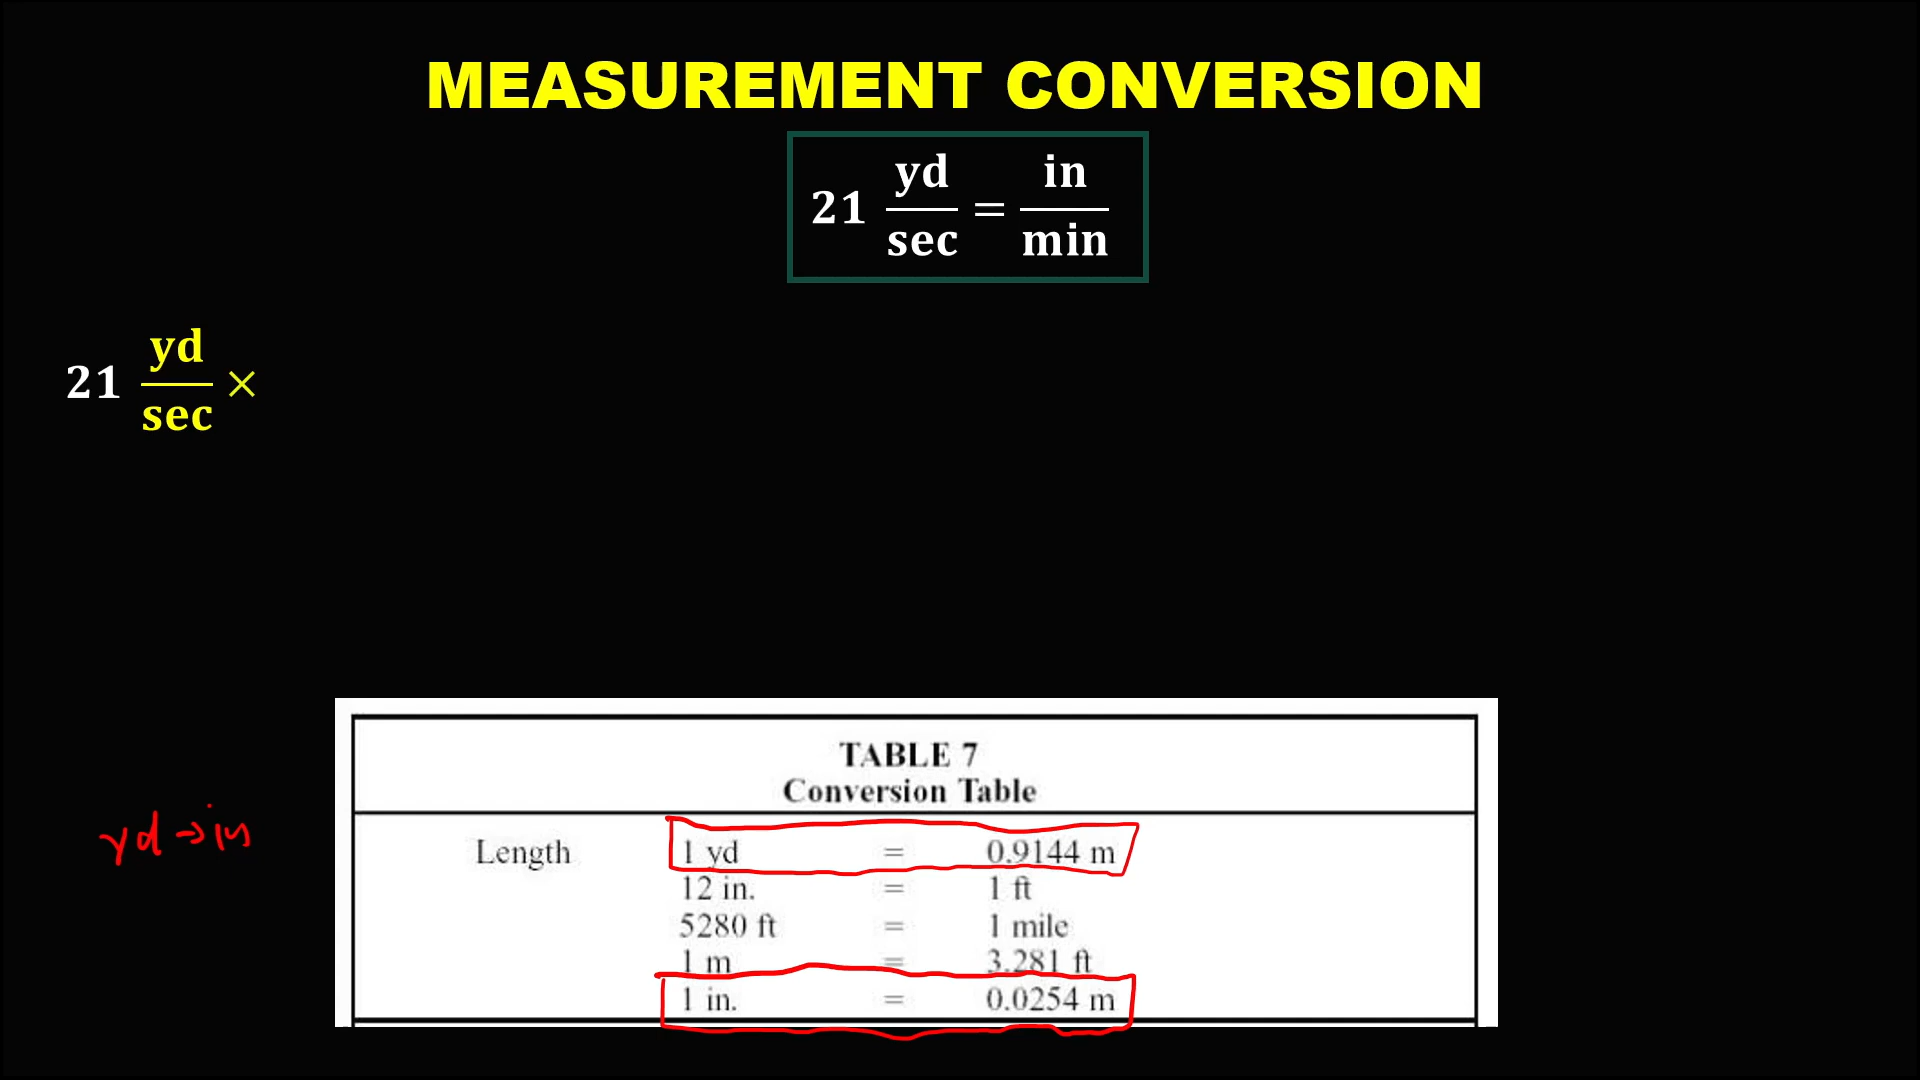 MEASUREMENT CONVERSION
21 yd/sec = in/min
21 yd/sec ×
TABLE 7
Conversion Table
yd → in
Length 1 yd = 0.9144 m
12 in. = 1 ft
5280 ft = 1 mile
1 m = 3.281 ft
1 in. = 0.0254 m